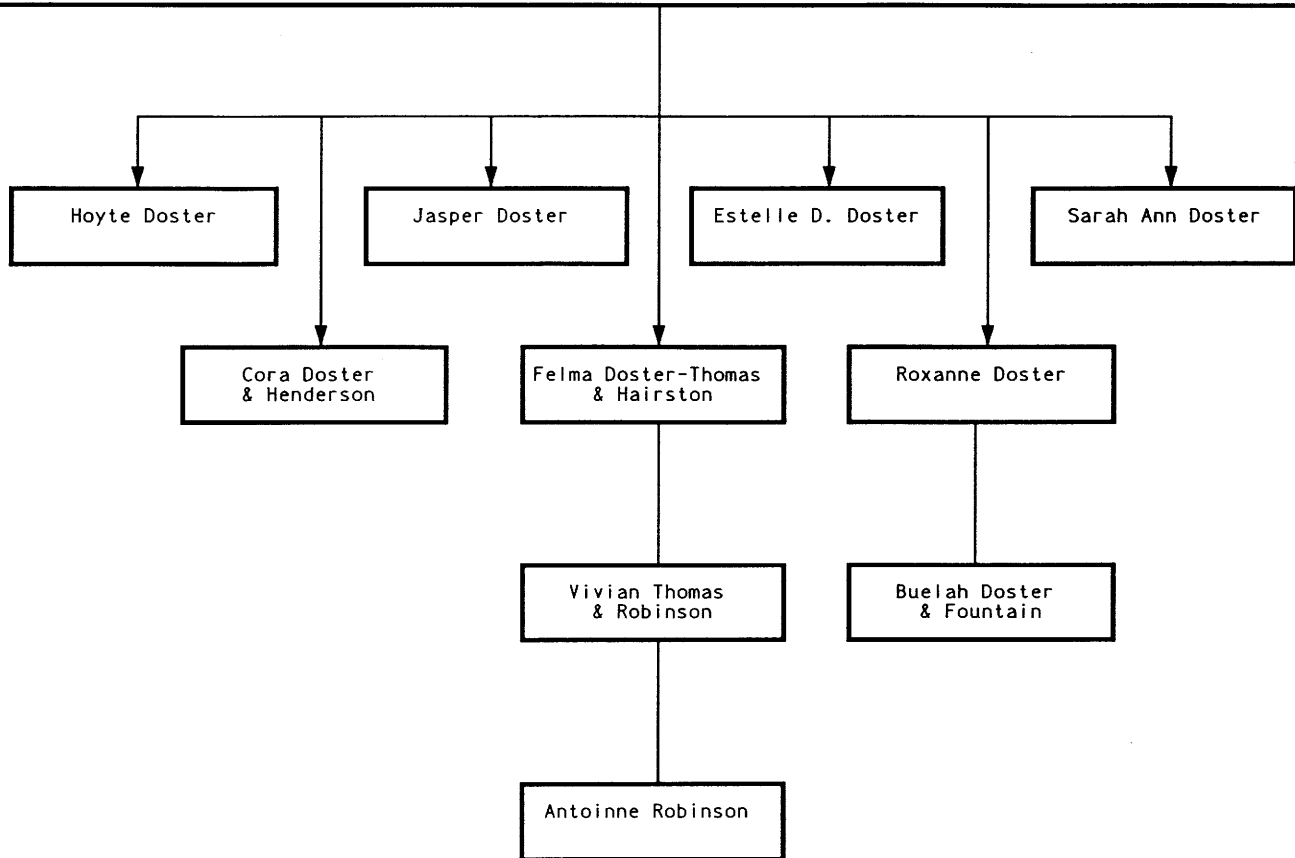 Hoyte Doster
Jasper Doster
Estelle D. Doster
Sarah Ann Doster
Cora Doster
& Henderson
Felma Doster-Thomas
& Hairston
Roxanne Doster
Vivian Thomas
& Robinson
Buelah Doster
& Fountain
Antoinne Robinson